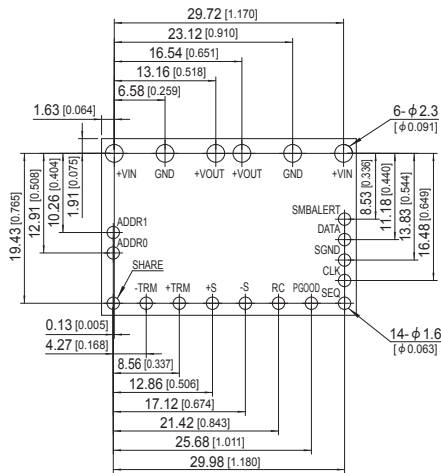 29.72 [1.170]
23.12 [0.910]
16.54 [0.651]
13.16 [0.518]
6.58 [0.259]
1.63 [0.064]
6-ϕ2.3
[ϕ0.091]
+VIN GND +VOUT +VOUT GND +VIN
19.43 [0.765]
12.91 [0.508]
10.26 [0.404]
1.91 [0.075]
8.53 [0.336]
11.18 [0.440]
13.83 [0.544]
16.48 [0.649]
SMBALERT
ADDR1
DATA
ADDR0
SGND
SHARE
CLK
-TRM +TRM +S -S RC PGOOD SEQ
0.13 [0.005]
14-ϕ1.6
[ϕ0.063]
4.27 [0.168]
8.56 [0.337]
12.86 [0.506]
17.12 [0.674]
21.42 [0.843]
25.68 [1.011]
29.98 [1.180]